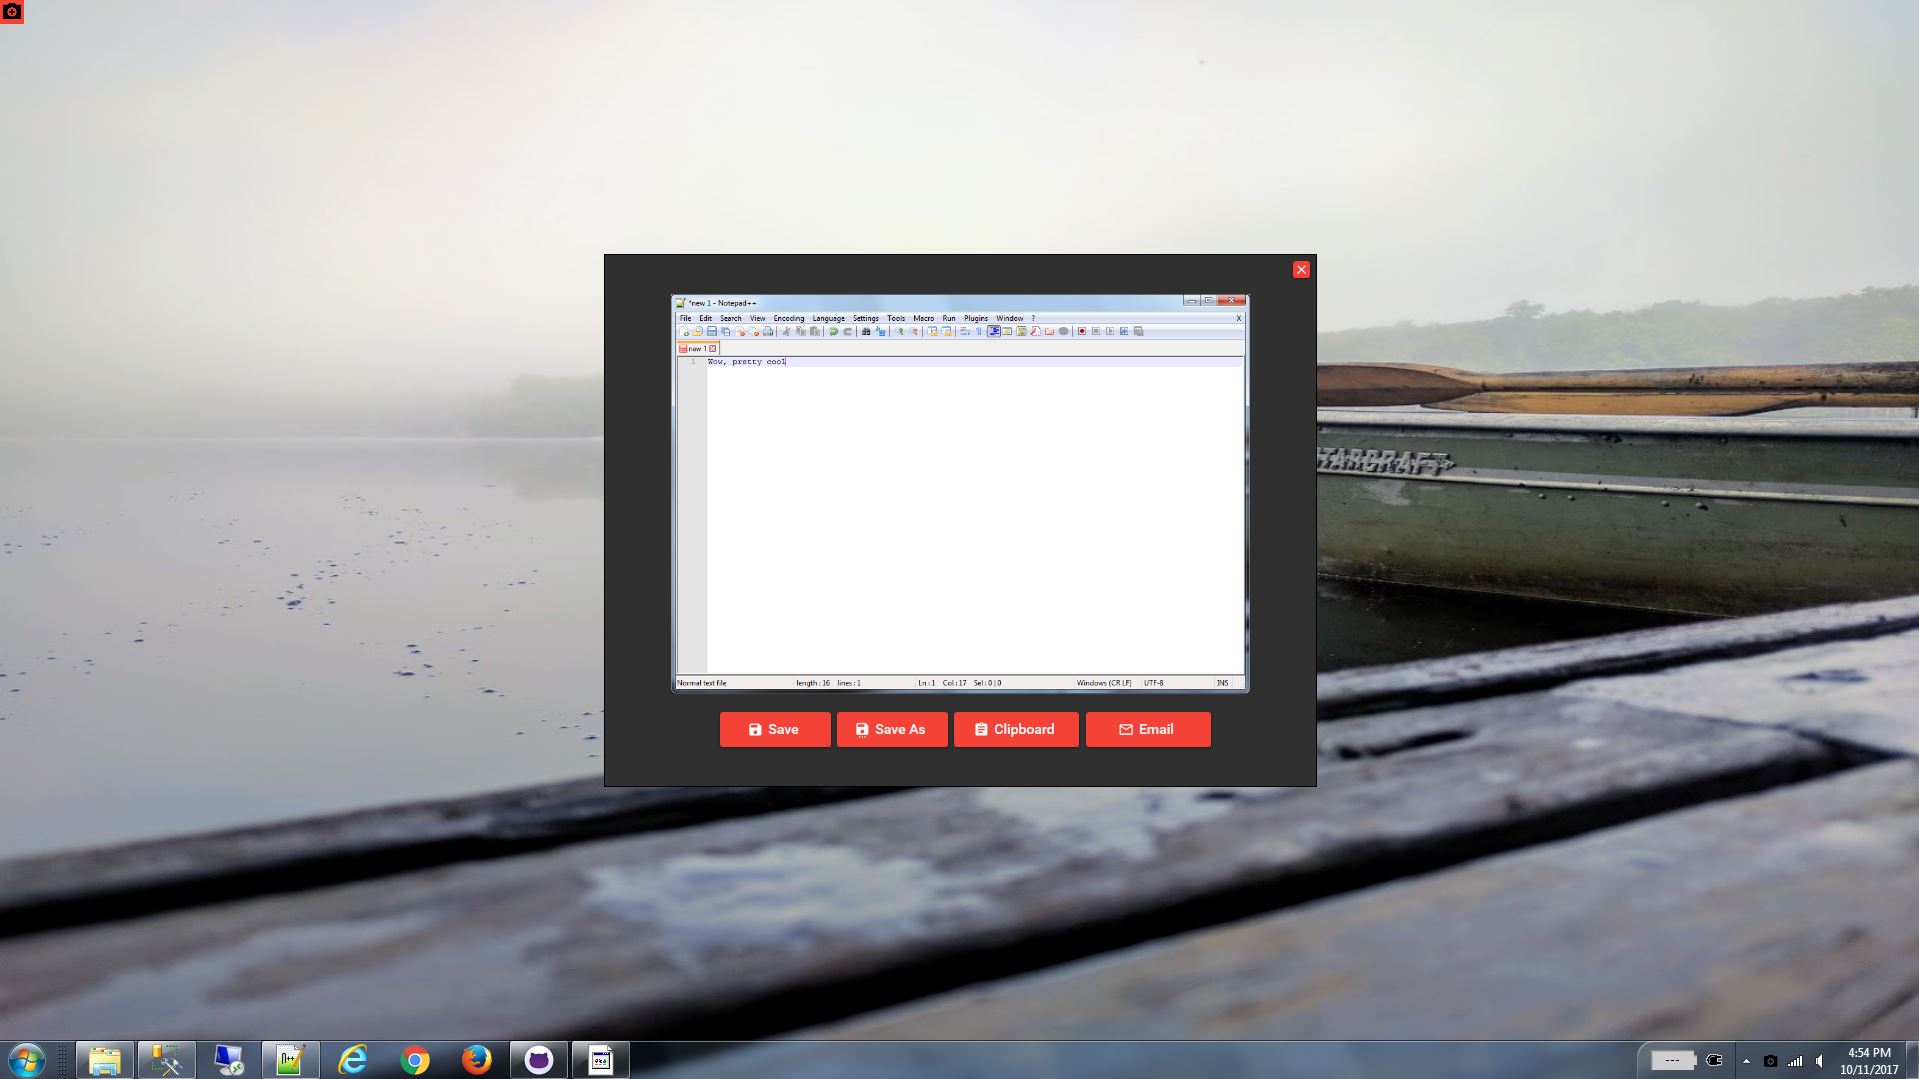 *new 1 - Notepad++
File Edit Search View Encoding Language Settings Tools Macro Run Plugins Window ? X
new 1
1 Wow, pretty cool
Normal text file length : 16 lines : 1 Ln : 1 Col : 17 Sel : 0 | 0 Windows (CR LF) UTF-8 INS
Save Save As Clipboard Email
TARCRAFT
4:54 PM
10/11/2017